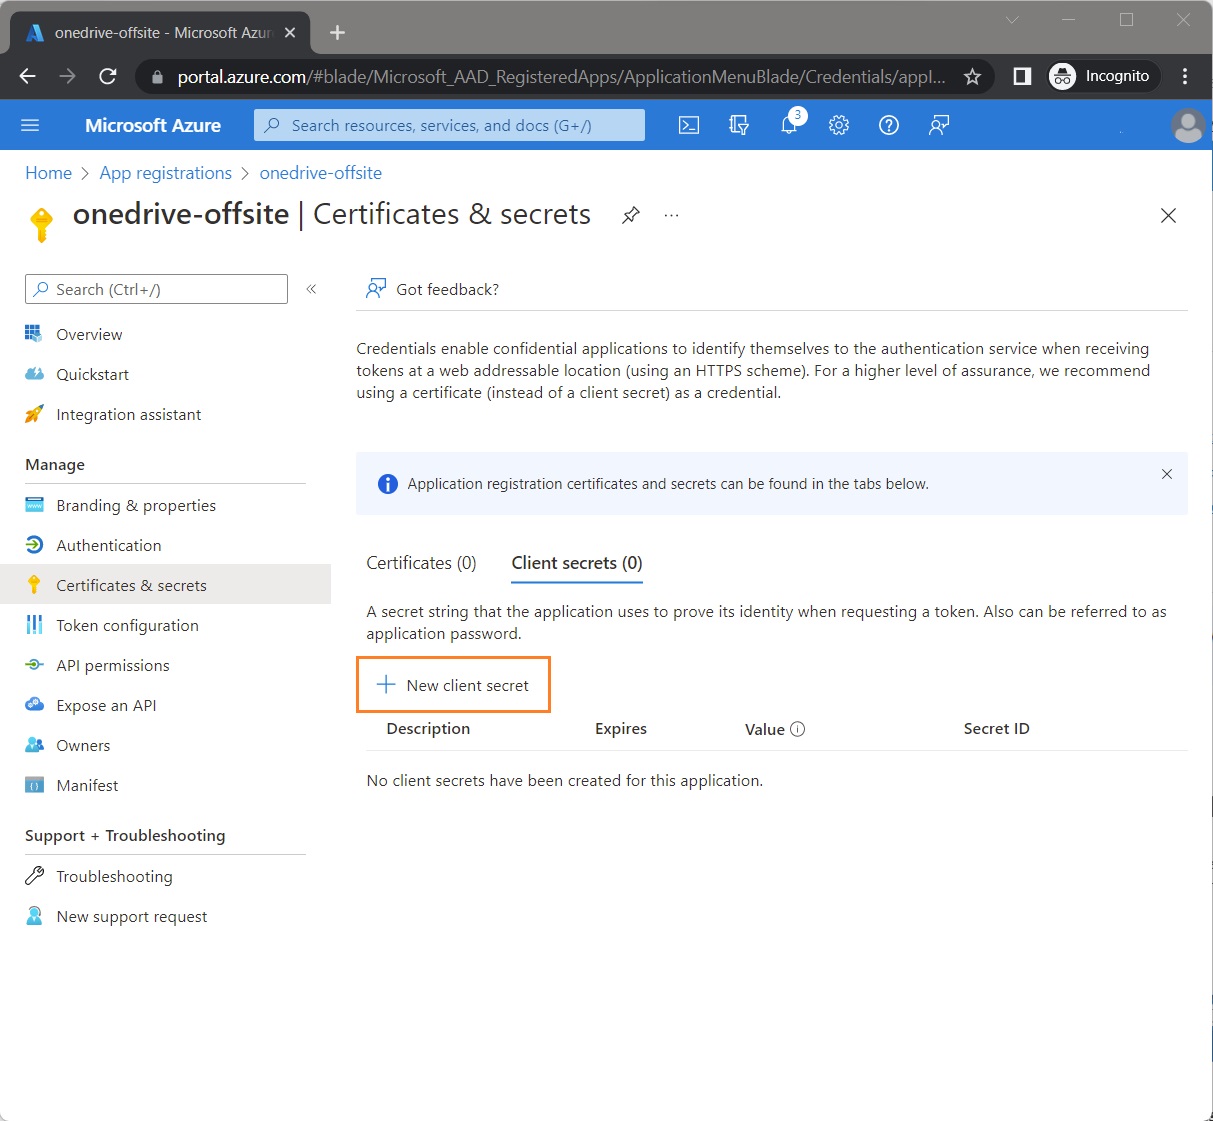 onedrive-offsite - Microsoft Azur
portal.azure.com/#blade/Microsoft_AAD_RegisteredApps/ApplicationMenuBlade/Credentials/appI...
Incognito
Microsoft Azure
Search resources, services, and docs (G+/)
3
Home > App registrations > onedrive-offsite
onedrive-offsite | Certificates & secrets
...
Search (Ctrl+/)
«
Overview
Quickstart
Integration assistant
Manage
Branding & properties
Authentication
Certificates & secrets
Token configuration
API permissions
Expose an API
Owners
Manifest
Support + Troubleshooting
Troubleshooting
New support request
Got feedback?
Credentials enable confidential applications to identify themselves to the authentication service when receiving
tokens at a web addressable location (using an HTTPS scheme). For a higher level of assurance, we recommend
using a certificate (instead of a client secret) as a credential.
Application registration certificates and secrets can be found in the tabs below.
Certificates (0) Client secrets (0)
A secret string that the application uses to prove its identity when requesting a token. Also can be referred to as
application password.
New client secret
Description Expires Value Secret ID
No client secrets have been created for this application.